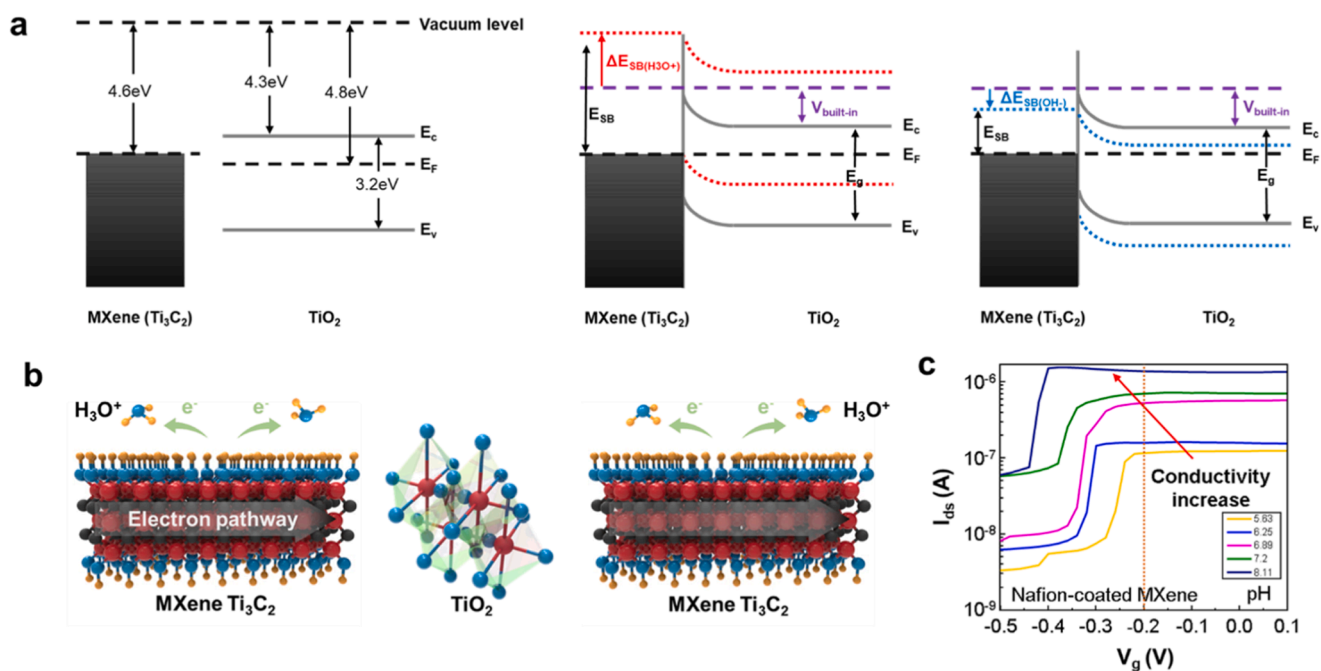 a
Vacuum level
4.6eV
4.3eV
4.8eV
3.2eV
Ec
EF
Ev
MXene (Ti3C2)
TiO2
ΔESB(H3O+)
ESB
Vbuilt-in
Ec
EF
Eg
Ev
MXene (Ti3C2)
TiO2
ΔESB(OH-)
ESB
Vbuilt-in
Ec
EF
Eg
Ev
MXene (Ti3C2)
TiO2
b
H3O+
e-
e-
Electron pathway
MXene Ti3C2
TiO2
e-
e-
H3O+
MXene Ti3C2
c
Ids (A)
10-6
10-7
10-8
10-9
Conductivity
increase
5.63
6.25
6.89
7.2
8.11
Nafion-coated MXene
pH
-0.5 -0.4 -0.3 -0.2 -0.1 0.0 0.1
Vg (V)